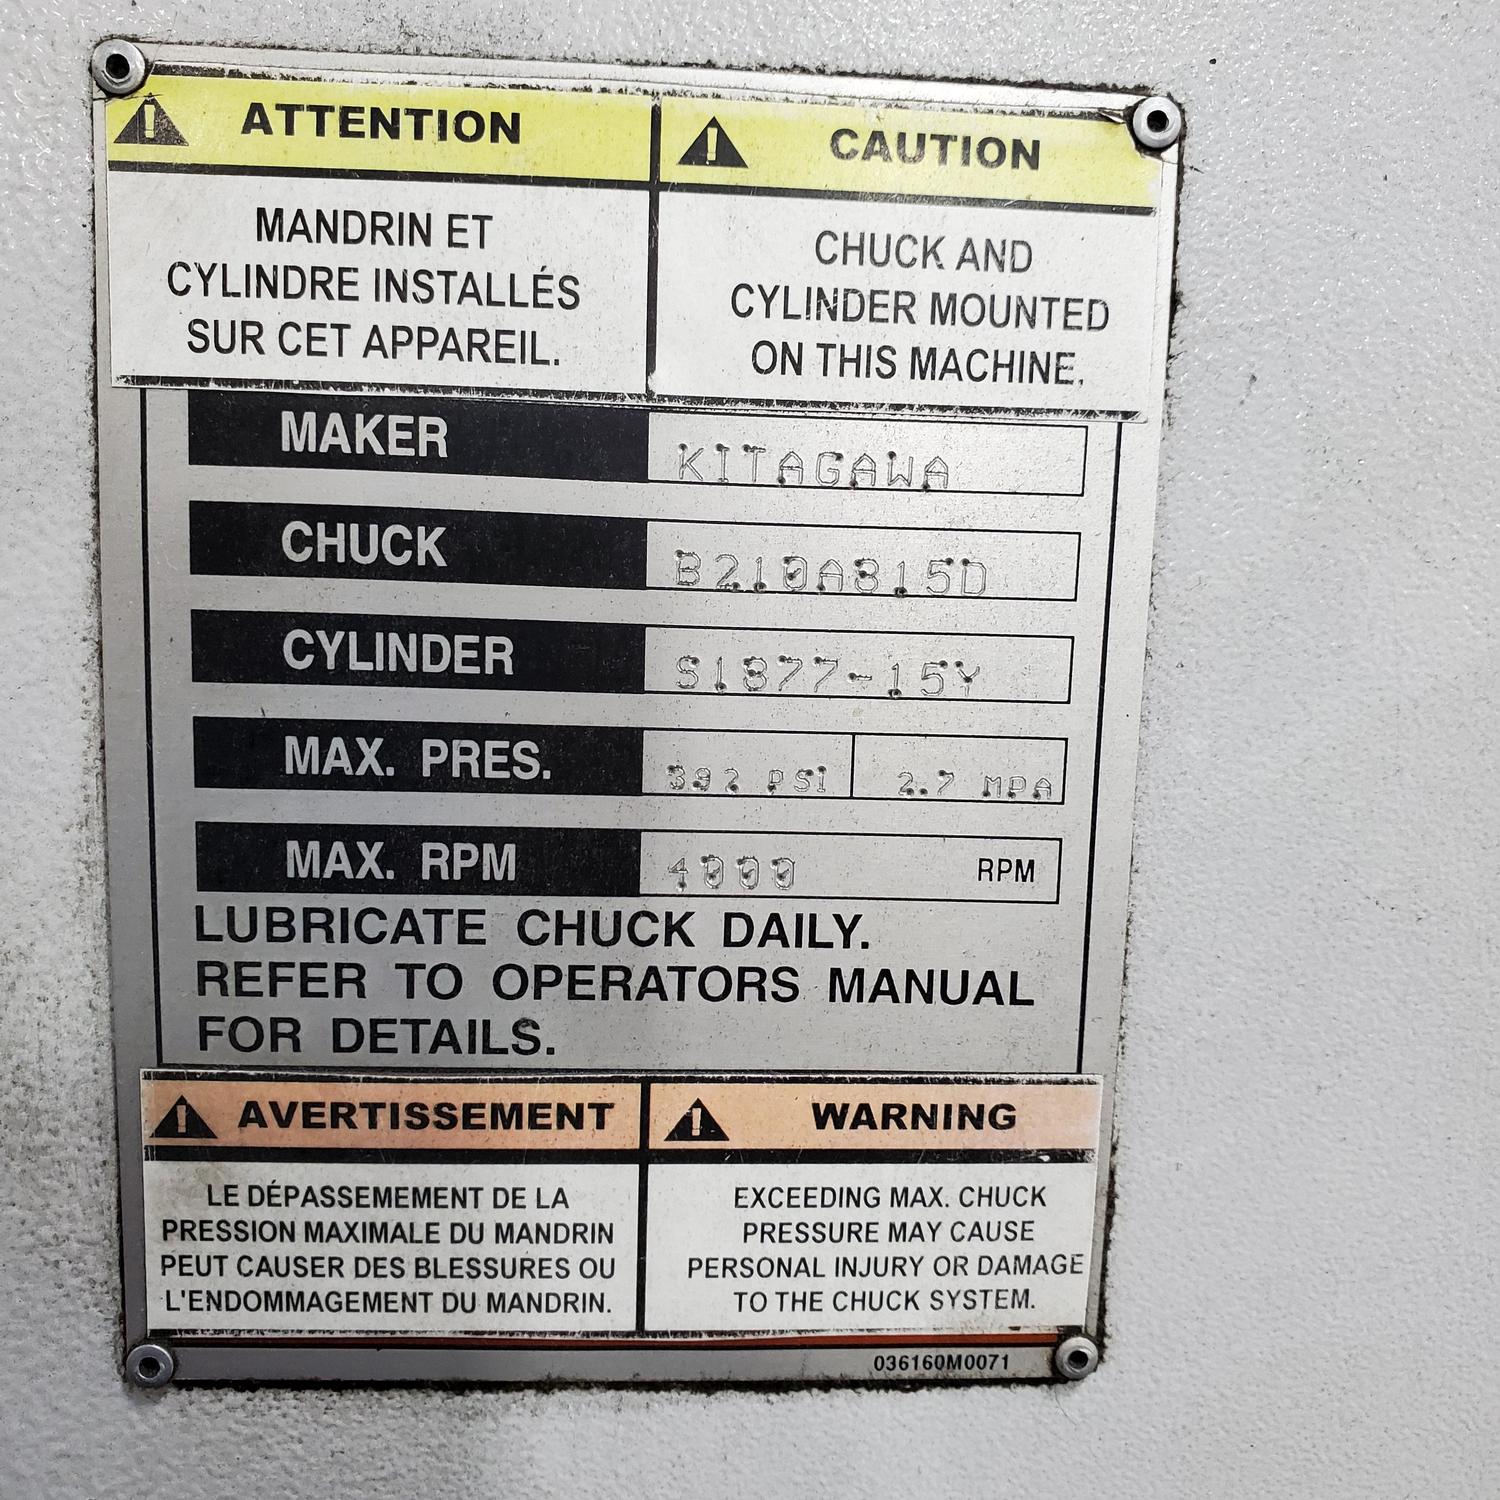 ATTENTION
MANDRIN ET
CYLINDRE INSTALLÉS
SUR CET APPAREIL.
CAUTION
CHUCK AND
CYLINDER MOUNTED
ON THIS MACHINE.
MAKER KITAGAWA
CHUCK B210A815D
CYLINDER S1877-15Y
MAX. PRES. 392 PSI 2.7 MPA
MAX. RPM 4000 RPM
LUBRICATE CHUCK DAILY.
REFER TO OPERATORS MANUAL
FOR DETAILS.
AVERTISSEMENT
LE DÉPASSEMEMENT DE LA
PRESSION MAXIMALE DU MANDRIN
PEUT CAUSER DES BLESSURES OU
L'ENDOMMAGEMENT DU MANDRIN.
WARNING
EXCEEDING MAX. CHUCK
PRESSURE MAY CAUSE
PERSONAL INJURY OR DAMAGE
TO THE CHUCK SYSTEM.
036160M0071